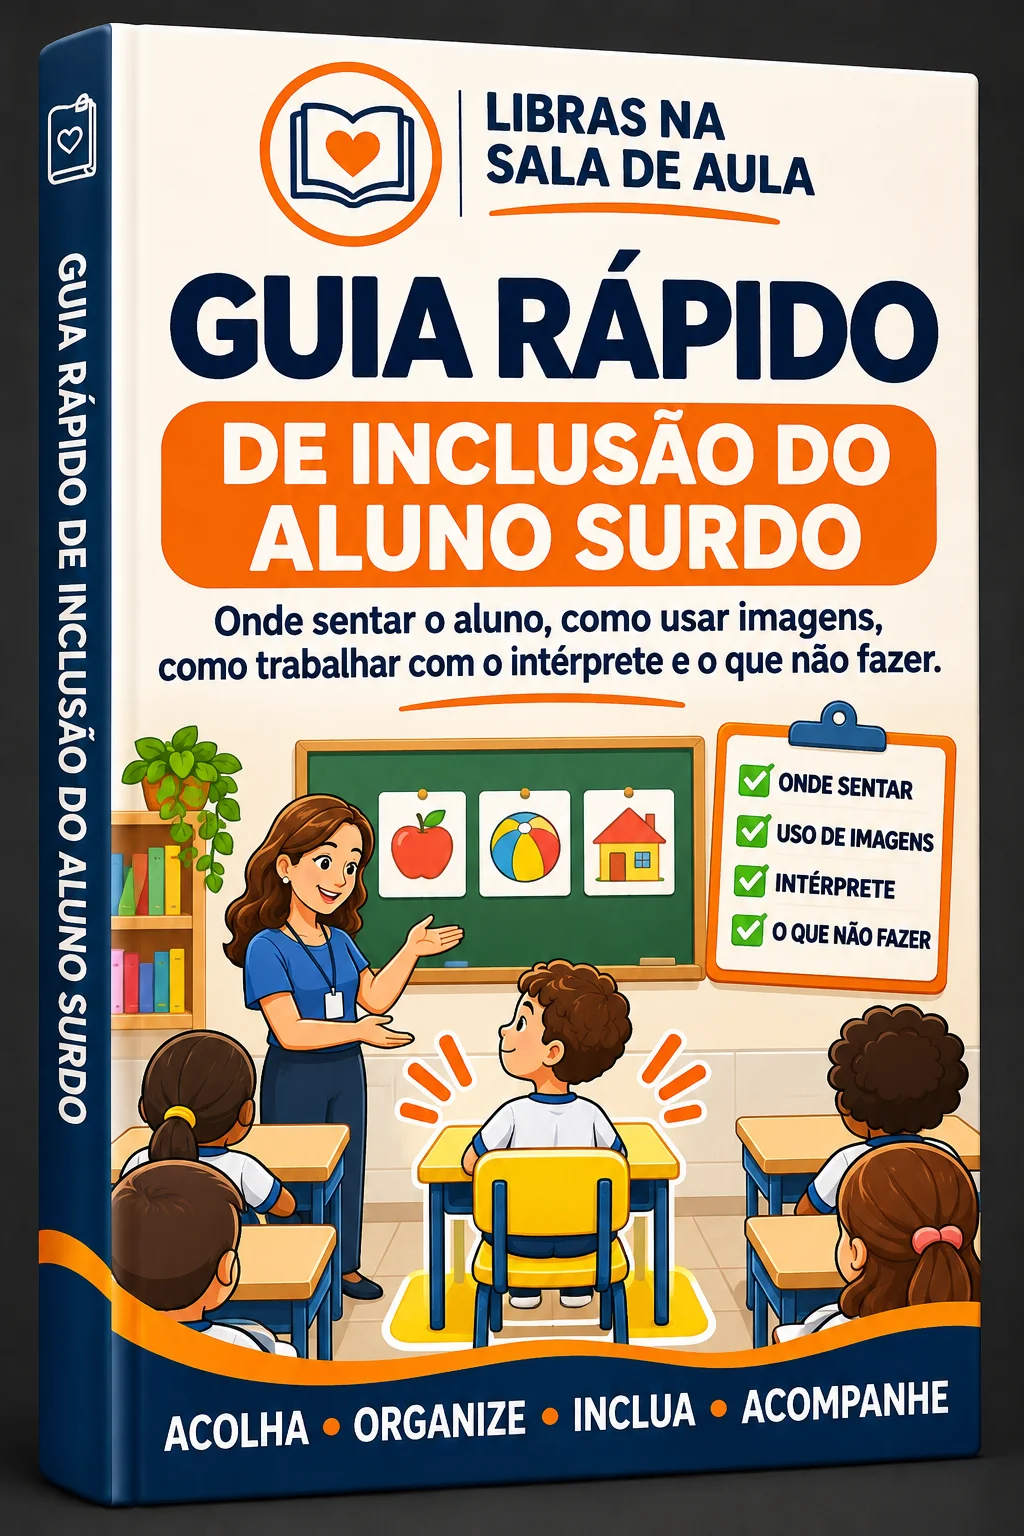 LIBRAS NA
SALA DE AULA
GUIA RÁPIDO
DE INCLUSÃO DO
ALUNO SURDO
Onde sentar o aluno, como usar imagens,
como trabalhar com o intérprete e o que não fazer.
ONDE SENTAR
USO DE IMAGENS
INTÉRPRETE
O QUE NÃO FAZER
ACOLHA • ORGANIZE • INCLUA • ACOMPANHE
GUIA RÁPIDO DE INCLUSÃO DO ALUNO SURDO